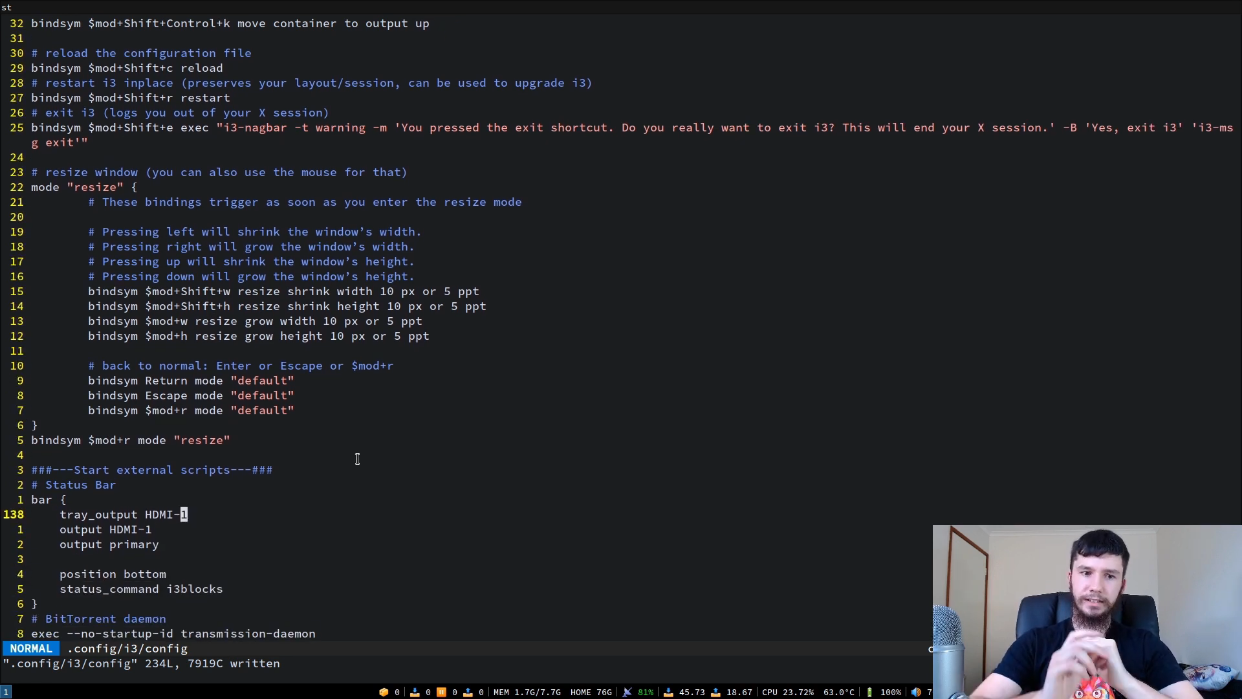 st
32 bindsym $mod+Shift+Control+k move container to output up
31
30 # reload the configuration file
29 bindsym $mod+Shift+c reload
28 # restart i3 inplace (preserves your layout/session, can be used to upgrade i3)
27 bindsym $mod+Shift+r restart
26 # exit i3 (logs you out of your X session)
25 bindsym $mod+Shift+e exec "i3-nagbar -t warning -m 'You pressed the exit shortcut. Do you really want to exit i3? This will end your X session.' -B 'Yes, exit i3' 'i3-ms
g exit'"
24
23 # resize window (you can also use the mouse for that)
22 mode "resize" {
21 # These bindings trigger as soon as you enter the resize mode
20
19 # Pressing left will shrink the window’s width.
18 # Pressing right will grow the window’s width.
17 # Pressing up will shrink the window’s height.
16 # Pressing down will grow the window’s height.
15 bindsym $mod+Shift+w resize shrink width 10 px or 5 ppt
14 bindsym $mod+Shift+h resize shrink height 10 px or 5 ppt
13 bindsym $mod+w resize grow width 10 px or 5 ppt
12 bindsym $mod+h resize grow height 10 px or 5 ppt
11
10 # back to normal: Enter or Escape or $mod+r
9 bindsym Return mode "default"
8 bindsym Escape mode "default"
7 bindsym $mod+r mode "default"
6 }
5 bindsym $mod+r mode "resize"
4
3 ###---Start external scripts---###
2 # Status Bar
1 bar {
138 tray_output HDMI-1
1 output HDMI-1
2 output primary
3
4 position bottom
5 status_command i3blocks
6 }
7 # BitTorrent daemon
8 exec --no-startup-id transmission-daemon
NORMAL .config/i3/config
".config/i3/config" 234L, 7919C written
1 0 0 0 0 MEM 1.7G/7.7G HOME 76G 81% 45.73 18.67 CPU 23.72% 63.0°C 100% 7